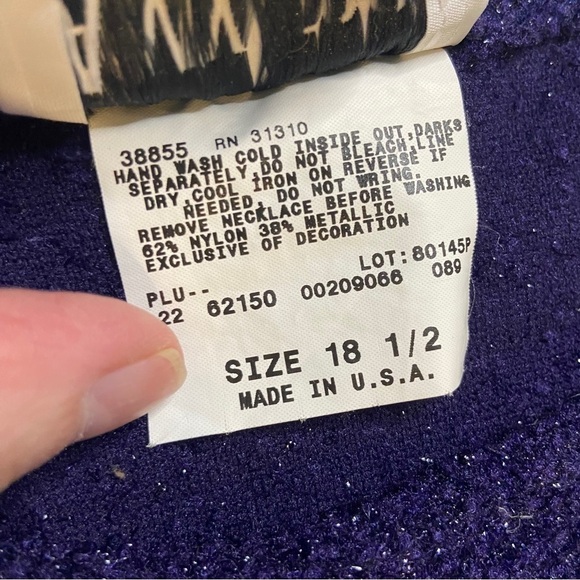 38855 RN 31310
HAND WASH COLD INSIDE OUT,DARKS
SEPARATELY,DO NOT BLEACH,LINE
DRY,COOL IRON ON REVERSE IF
NEEDED, DO NOT WRING.
REMOVE NECKLACE BEFORE WASHING
62% NYLON 38% METALLIC
EXCLUSIVE OF DECORATION
LOT:80145P
PLU--
22 62150 00209066 089
SIZE 18 1/2
MADE IN U.S.A.